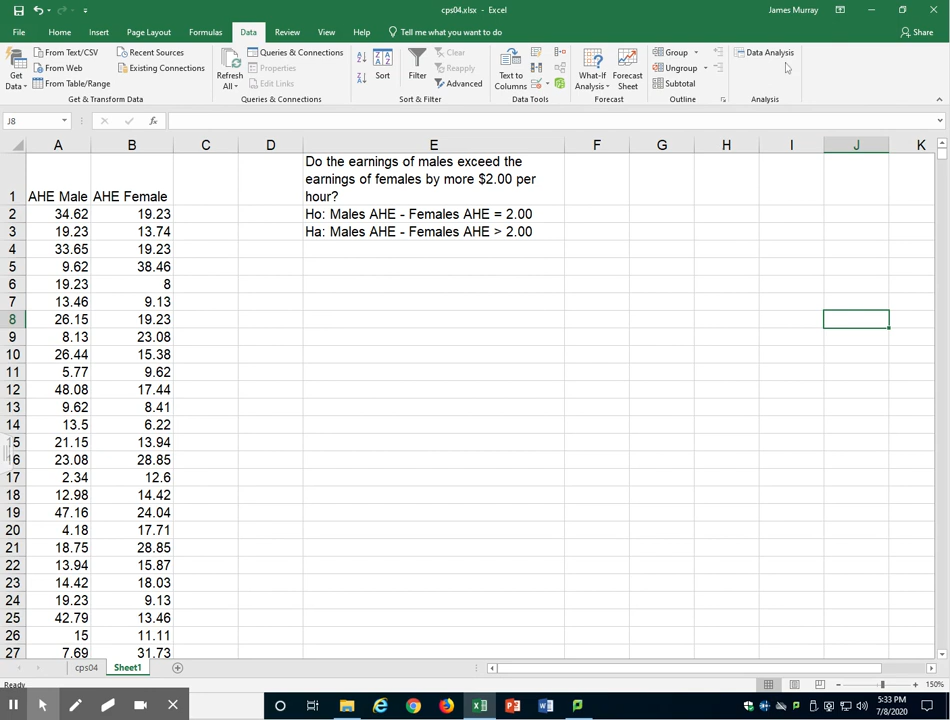 cps04.xlsx - Excel
James Murray
File Home Insert Page Layout Formulas Data Review View Help Tell me what you want to do Share
Get Data
From Text/CSV
From Web
From Table/Range
Recent Sources
Existing Connections
Get & Transform Data
Refresh All
Queries & Connections
Properties
Edit Links
Queries & Connections
Sort
Filter
Clear
Reapply
Advanced
Sort & Filter
Text to Columns
Data Tools
What-If Analysis
Forecast Sheet
Forecast
Group
Ungroup
Subtotal
Outline
Data Analysis
Analysis
J8
fx
A B C D E F G H I J K
Do the earnings of males exceed the
earnings of females by more $2.00 per
1 AHE Male AHE Female hour?
2 34.62 19.23 Ho: Males AHE - Females AHE = 2.00
3 19.23 13.74 Ha: Males AHE - Females AHE > 2.00
4 33.65 19.23
5 9.62 38.46
6 19.23 8
7 13.46 9.13
8 26.15 19.23
9 8.13 23.08
10 26.44 15.38
11 5.77 9.62
12 48.08 17.44
13 9.62 8.41
14 13.5 6.22
15 21.15 13.94
16 23.08 28.85
17 2.34 12.6
18 12.98 14.42
19 47.16 24.04
20 4.18 17.71
21 18.75 28.85
22 13.94 15.87
23 14.42 18.03
24 19.23 9.13
25 42.79 13.46
26 15 11.11
27 7.69 31.73
cps04 Sheet1
Ready
150%
5:33 PM
7/8/2020